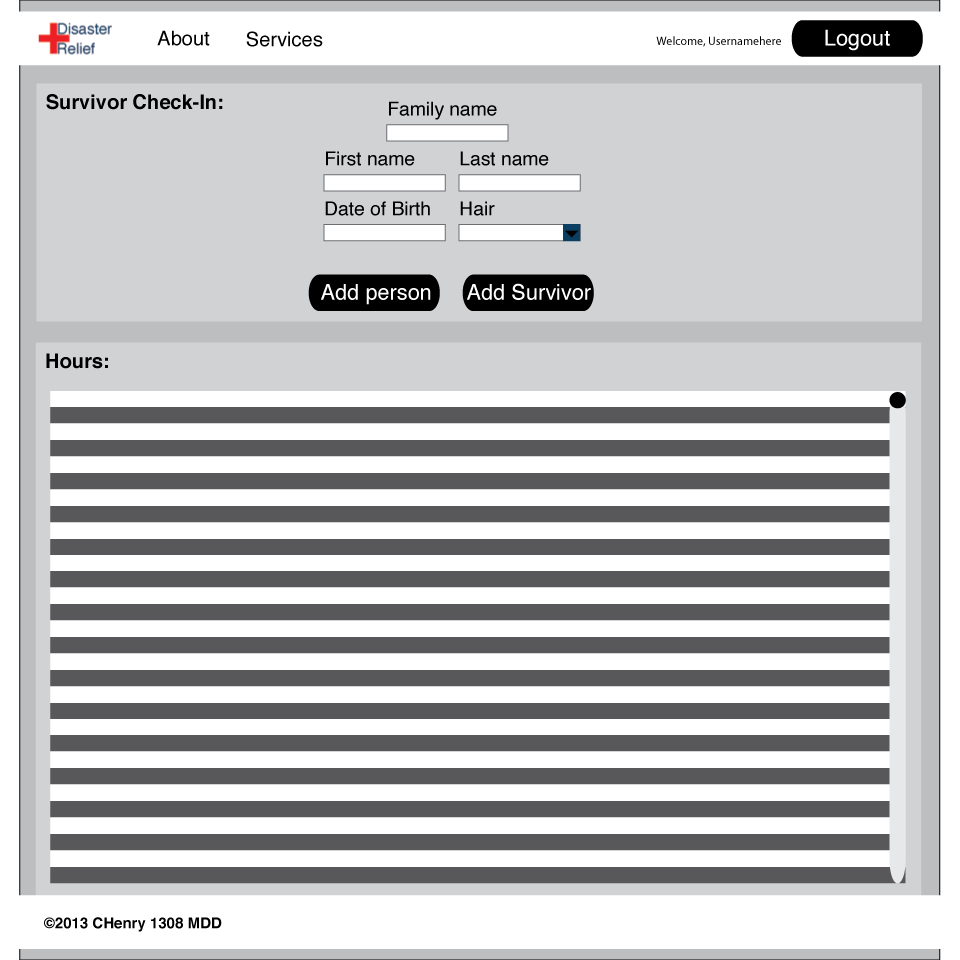 Disaster
Relief
About
Services
Welcome, Usernamehere
Logout
Survivor Check-In:
Family name
First name
Last name
Date of Birth
Hair
Add person
Add Survivor
Hours:
©2013 CHenry 1308 MDD